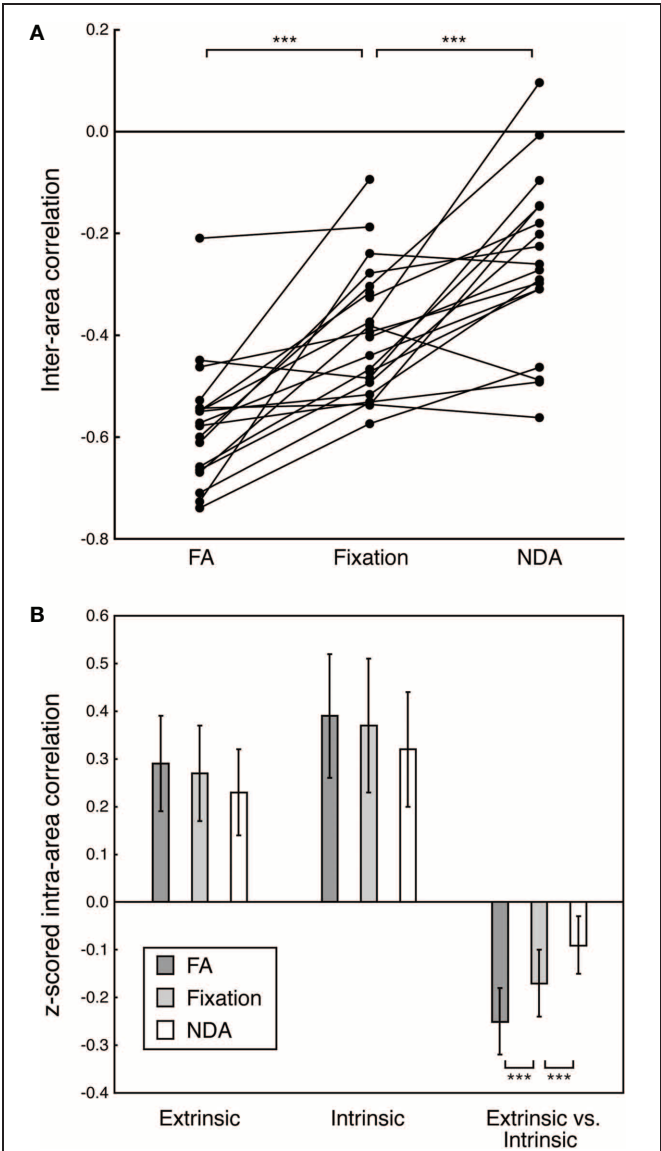 A
0.2
0.0
-0.2
-0.4
-0.6
-0.8
Inter-area correlation
*** ***
FA Fixation NDA
B
0.6
0.5
0.4
0.3
0.2
0.1
0.0
-0.1
-0.2
-0.3
-0.4
z-scored intra-area correlation
FA
Fixation
NDA
*** ***
Extrinsic Intrinsic Extrinsic vs.
Intrinsic